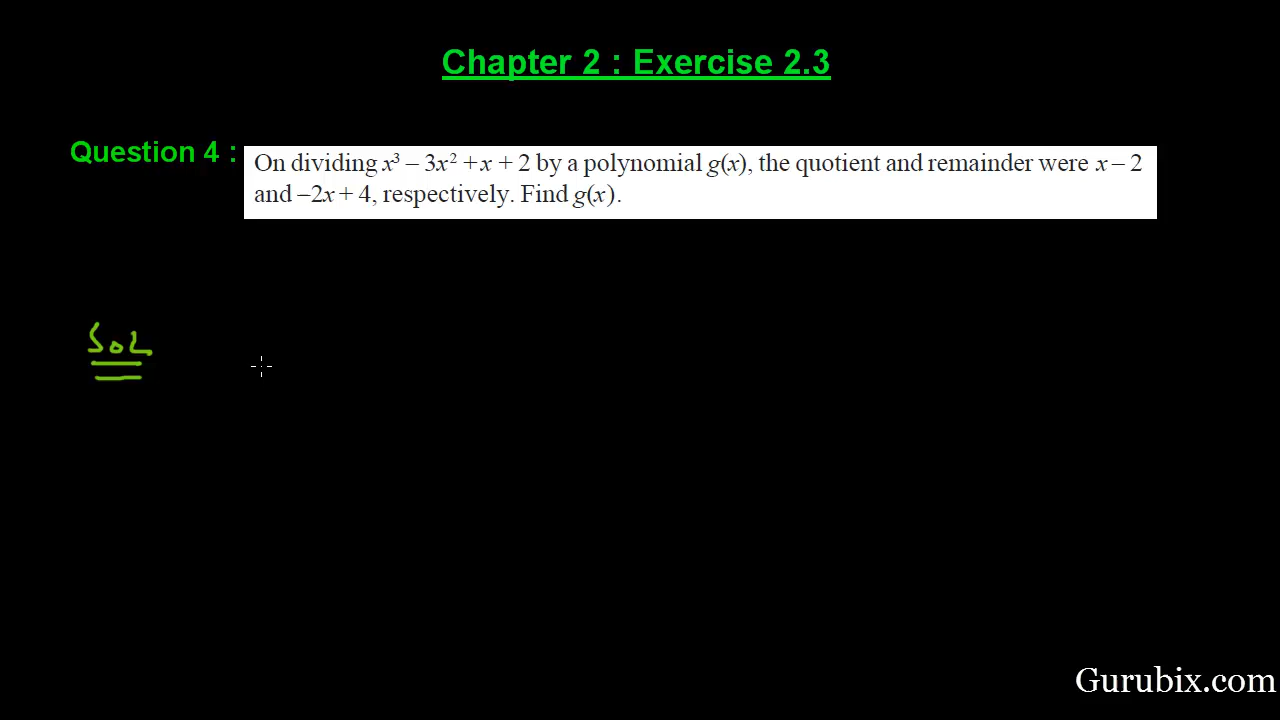 Chapter 2 : Exercise 2.3
Question 4 :
On dividing x³ – 3x² + x + 2 by a polynomial g(x), the quotient and remainder were x – 2
and –2x + 4, respectively. Find g(x).
SOL
Gurubix.com